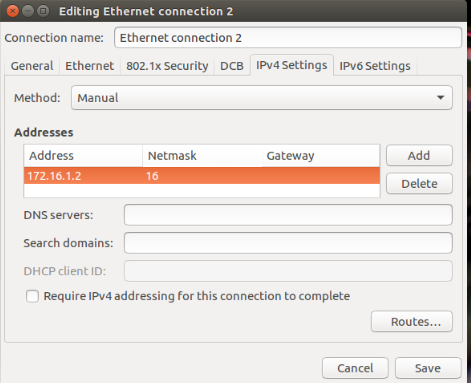 Editing Ethernet connection 2
Connection name: Ethernet connection 2
General Ethernet 802.1x Security DCB IPv4 Settings IPv6 Settings
Method: Manual
Addresses
Address Netmask Gateway Add
172.16.1.2 16 Delete
DNS servers:
Search domains:
DHCP client ID:
Require IPv4 addressing for this connection to complete
Routes...
Cancel Save